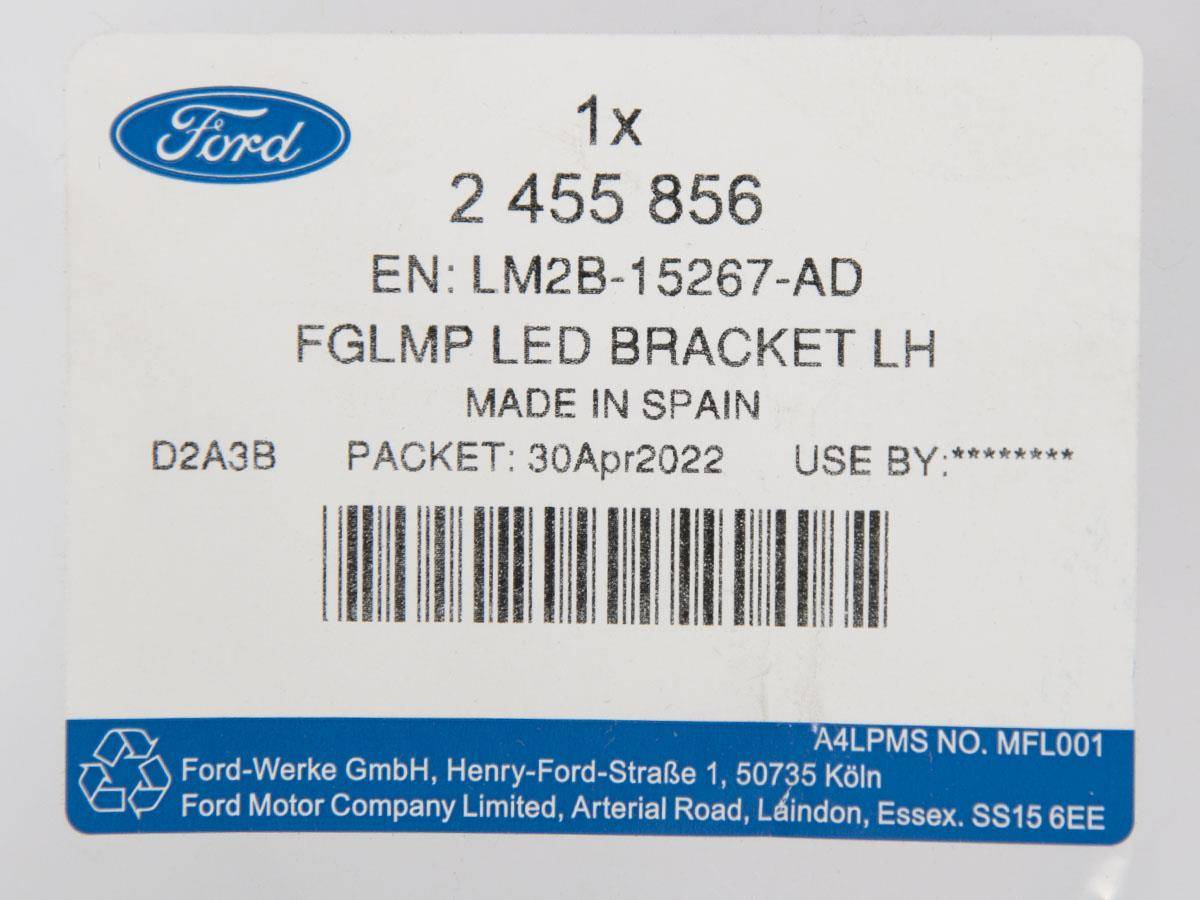 Ford
1x
2 455 856
EN: LM2B-15267-AD
FGLMP LED BRACKET LH
MADE IN SPAIN
D2A3B PACKET: 30Apr2022 USE BY:********
A4LPMS NO. MFL001
Ford-Werke GmbH, Henry-Ford-Straße 1, 50735 Köln
Ford Motor Company Limited, Arterial Road, Laindon, Essex. SS15 6EE